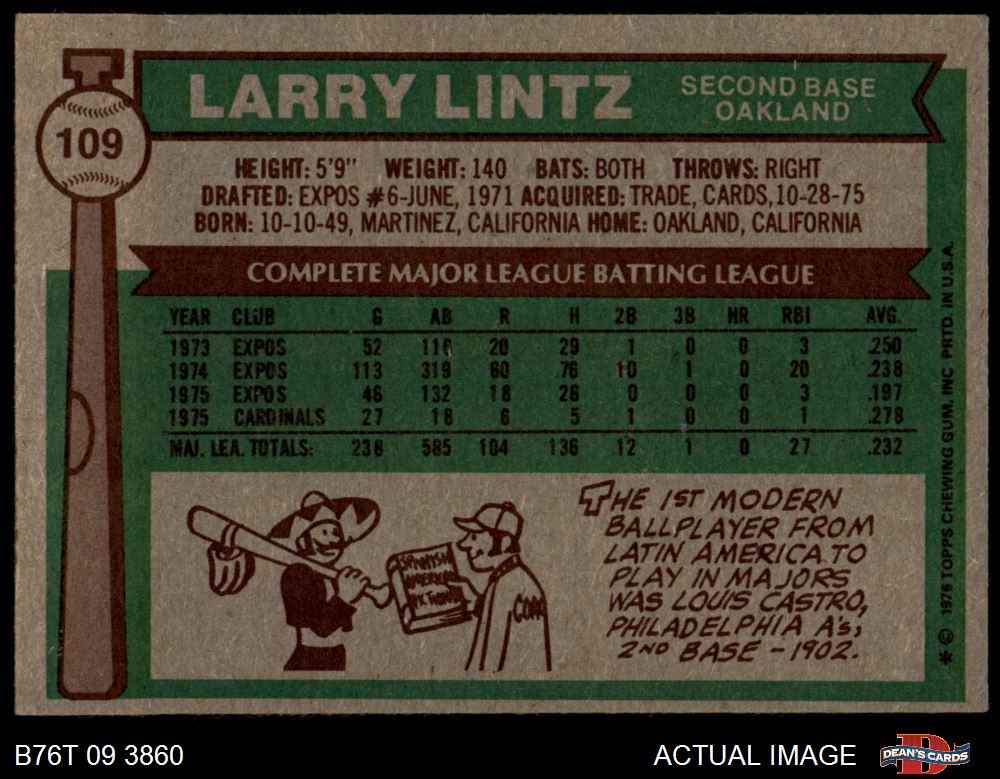 109
LARRY LINTZ
SECOND BASE
OAKLAND
HEIGHT: 5'9" WEIGHT: 140 BATS: BOTH THROWS: RIGHT
DRAFTED: EXPOS #6-JUNE, 1971 ACQUIRED: TRADE, CARDS, 10-28-75
BORN: 10-10-49, MARTINEZ, CALIFORNIA HOME: OAKLAND, CALIFORNIA
COMPLETE MAJOR LEAGUE BATTING LEAGUE
YEAR CLUB G AB R H 2B 3B HR RBI AVG.
1973 EXPOS 52 116 20 29 1 0 0 3 .250
1974 EXPOS 113 319 60 76 10 1 0 20 .238
1975 EXPOS 46 132 18 26 0 0 0 3 .197
1975 CARDINALS 27 18 6 5 1 0 0 1 .278
MAJ. LEA. TOTALS: 238 585 104 136 12 1 0 27 .232
SPANISH
AMERICAN
THE 1ST MODERN
BALLPLAYER FROM
LATIN AMERICA TO
PLAY IN MAJORS
WAS LOUIS CASTRO,
PHILADELPHIA A's,
2ND BASE - 1902.
* © 1976 TOPPS CHEWING GUM, INC PRTD. IN U.S.A.
B76T 09 3860
ACTUAL IMAGE
DEAN'S CARDS